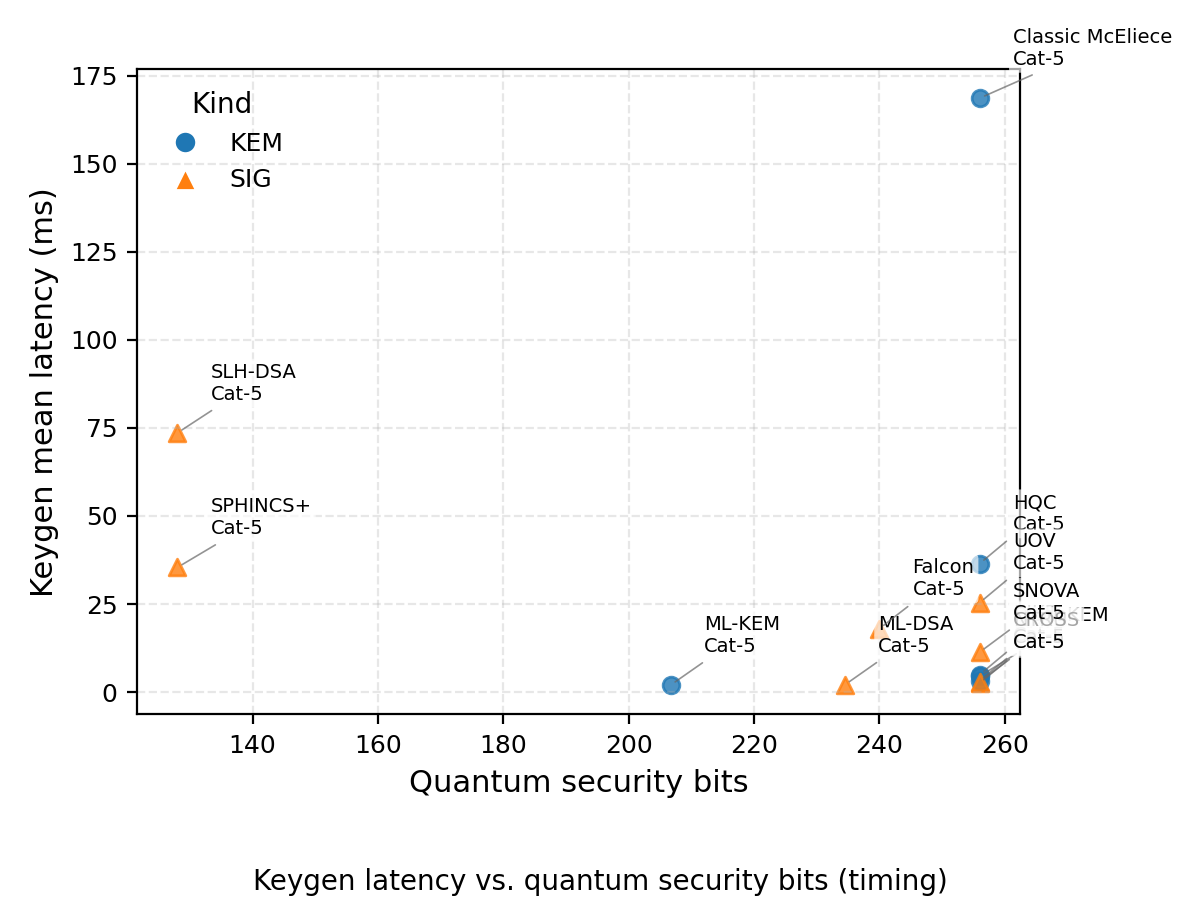 Classic McEliece
Cat-5
175
150
125
100
75
50
25
0
Keygen mean latency (ms)
Kind
KEM
SIG
SLH-DSA
Cat-5
SPHINCS+
Cat-5
HQC
Cat-5
UOV
Cat-5
Falcon
Cat-5
SNOVA
Cat-5
CROSS
Cat-5
ML-KEM
Cat-5
ML-DSA
Cat-5
140
160
180
200
220
240
260
Quantum security bits
Keygen latency vs. quantum security bits (timing)